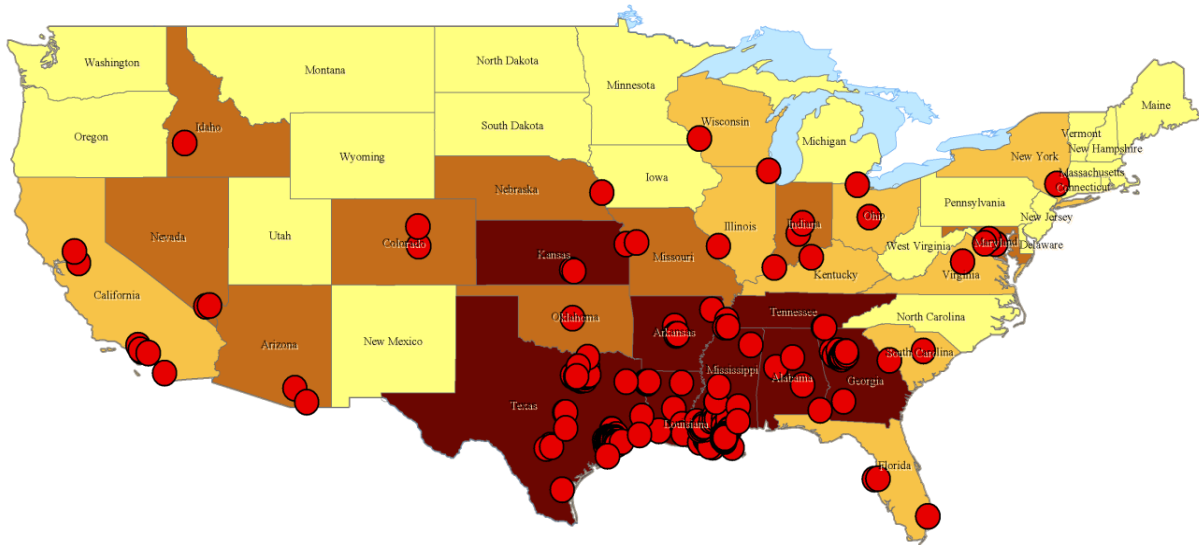 Washington
Montana
North Dakota
Minnesota
Maine
Oregon
Idaho
South Dakota
Wisconsin
Michigan
Vermont
New Hampshire
New York
Massachusetts
Connecticut
Wyoming
Iowa
Nebraska
Pennsylvania
New Jersey
Nevada
Utah
Colorado
Kansas
Missouri
Illinois
Indiana
Ohio
West Virginia
Maryland
Delaware
Virginia
California
Kentucky
Arizona
New Mexico
Oklahoma
Arkansas
Tennessee
North Carolina
South Carolina
Mississippi
Alabama
Georgia
Texas
Louisiana
Florida